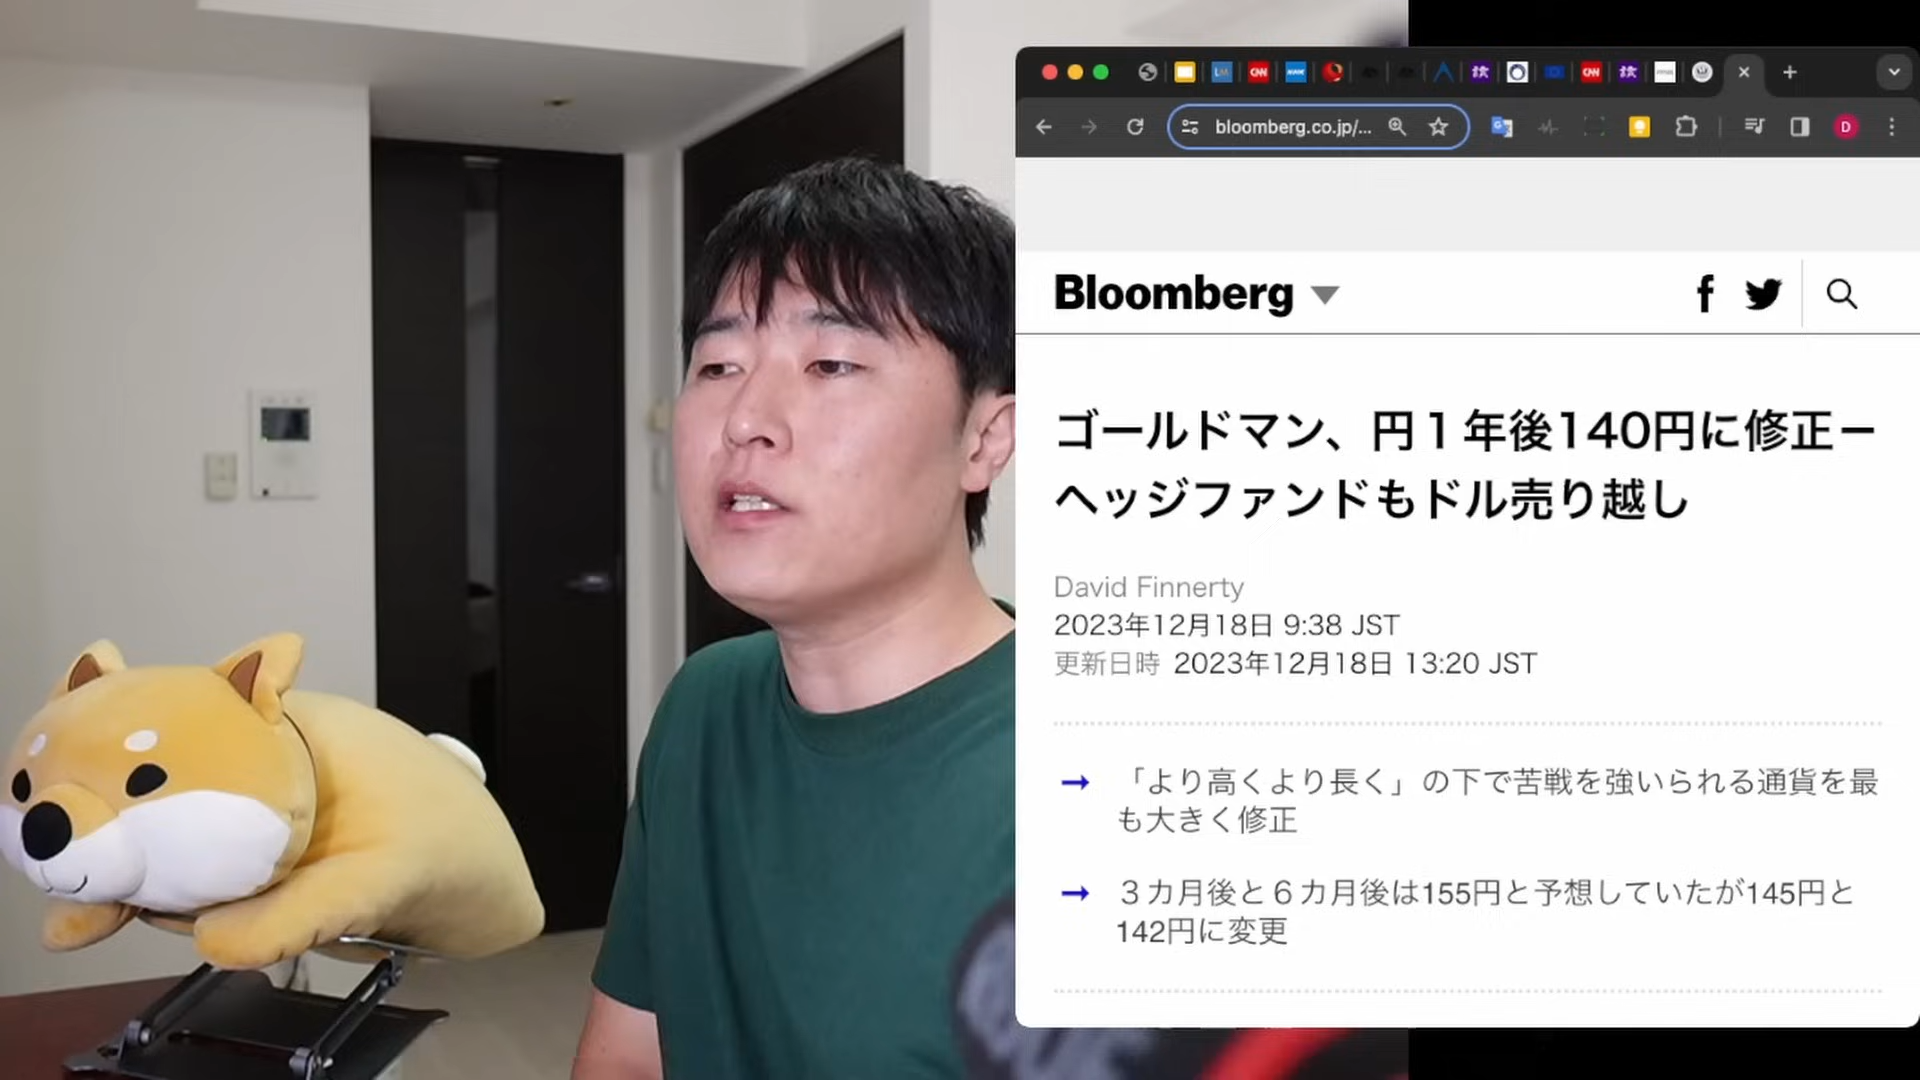 bloomberg.co.jp/...
D
Bloomberg
ゴールドマン、円1年後140円に修正ー
ヘッジファンドもドル売り越し
David Finnerty
2023年12月18日 9:38 JST
更新日時 2023年12月18日 13:20 JST
「より高くより長く」の下で苦戦を強いられる通貨を最
も大きく修正
3カ月後と6カ月後は155円と予想していたが145円と
142円に変更